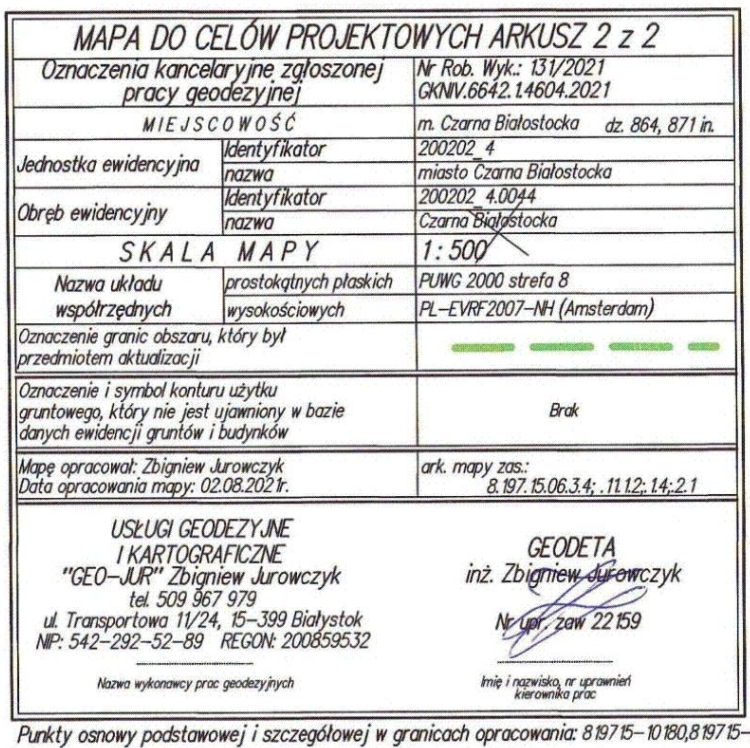 MAPA DO CELÓW PROJEKTOWYCH ARKUSZ 2 z 2
Oznaczenia kancelaryjne zgłoszonej pracy geodezyjnej
Nr Rob. Wyk.: 131/2021
GKNIV.6642.1.4604.2021
MIEJSCOWOŚĆ
m. Czarna Białostocka dz. 864, 871 in.
Jednostka ewidencyjna
Identyfikator
200202_4
nazwa
miasto Czarna Białostocka
Obręb ewidencyjny
Identyfikator
200202_4.0044
nazwa
Czarna Białostocka
SKALA MAPY
1:500
Nazwa układu
współrzędnych
prostokątnych płaskich
PUWG 2000 strefa 8
wysokościowych
PL-EVRF2007-NH (Amsterdam)
Oznaczenie granic obszaru, który był
przedmiotem aktualizacji
Oznaczenie i symbol konturu użytku
gruntowego, który nie jest ujawniony w bazie
danych ewidencji gruntów i budynków
Brak
Mapę opracował: Zbigniew Jurowczyk
Data opracowania mapy: 02.08.2021r.
ark. mapy zas.:
8.197.15.06.3.4; .11.1.2;.1.4;.2.1
USŁUGI GEODEZYJNE
I KARTOGRAFICZNE
"GEO-JUR" Zbigniew Jurowczyk
tel. 509 967 979
ul. Transportowa 11/24, 15-399 Białystok
NIP: 542-292-52-89 REGON: 200859532
Nazwa wykonawcy prac geodezyjnych
GEODETA
inż. Zbigniew Jurowczyk
Nr upr. zaw 22159
Imię i nazwisko, nr uprawnień
kierownika prac
Punkty osnowy podstawowej i szczegółowej w granicach opracowania: 819715-10180,819715-